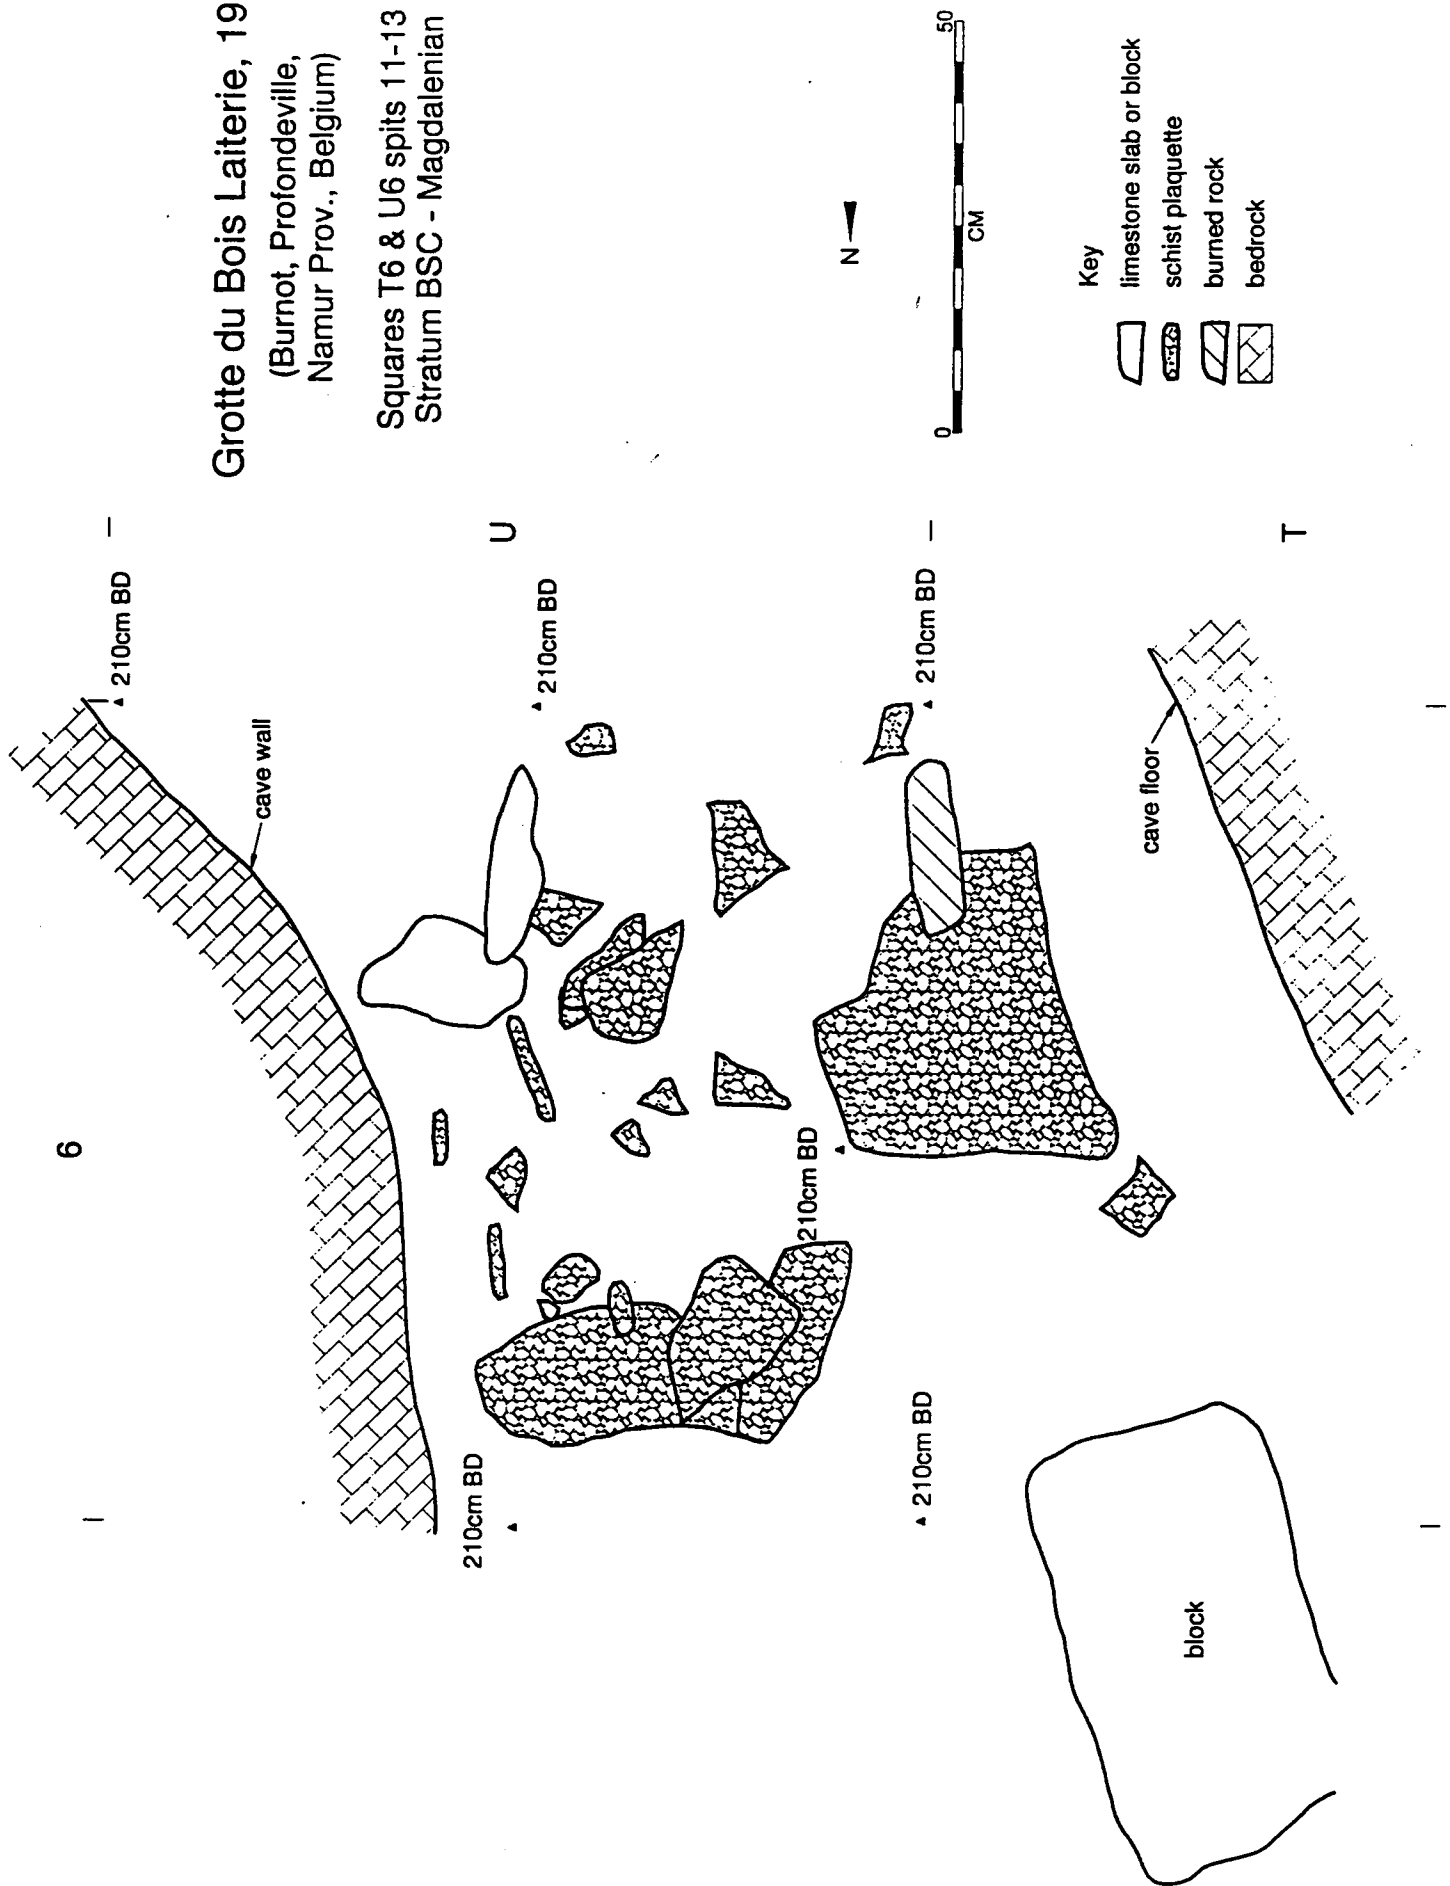 Grotte du Bois Laiterie, 19
(Burnot, Profondeville,
Namur Prov., Belgium)
Squares T6 & U6 spits 11-13
Stratum BSC - Magdalenian
N
0
50
CM
Key
limestone slab or block
schist plaquette
burned rock
bedrock
6
U
T
210cm BD
210cm BD
210cm BD
210cm BD
210cm BD
210cm BD
cave wall
cave floor
block